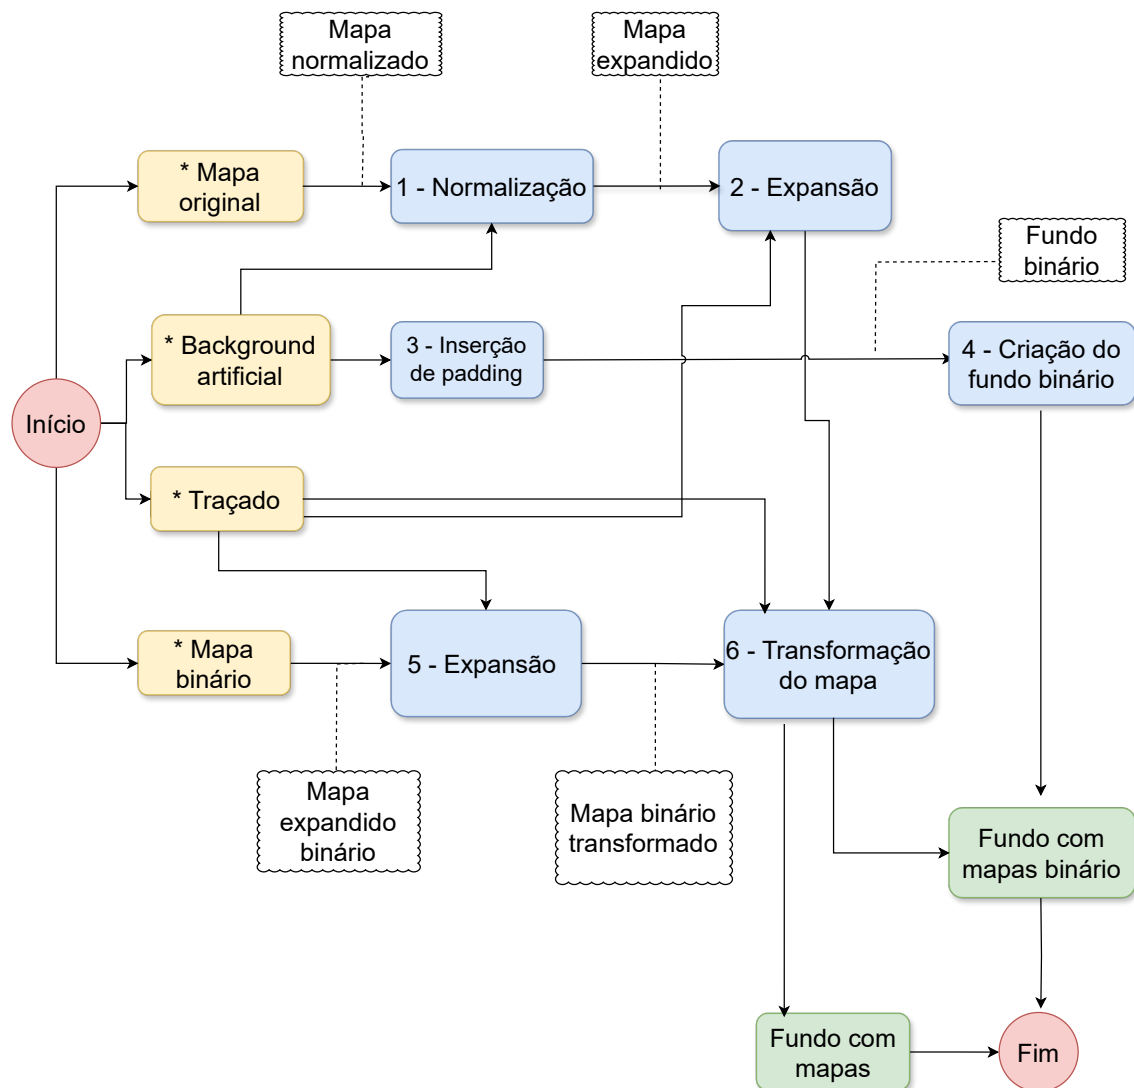 Mapa
normalizado
Mapa
expandido
* Mapa
original
1 - Normalização
2 - Expansão
Fundo
binário
* Background
artificial
3 - Inserção
de padding
4 - Criação do
fundo binário
Início
* Traçado
* Mapa
binário
5 - Expansão
6 - Transformação
do mapa
Mapa
expandido
binário
Mapa binário
transformado
Fundo com
mapas binário
Fundo com
mapas
Fim